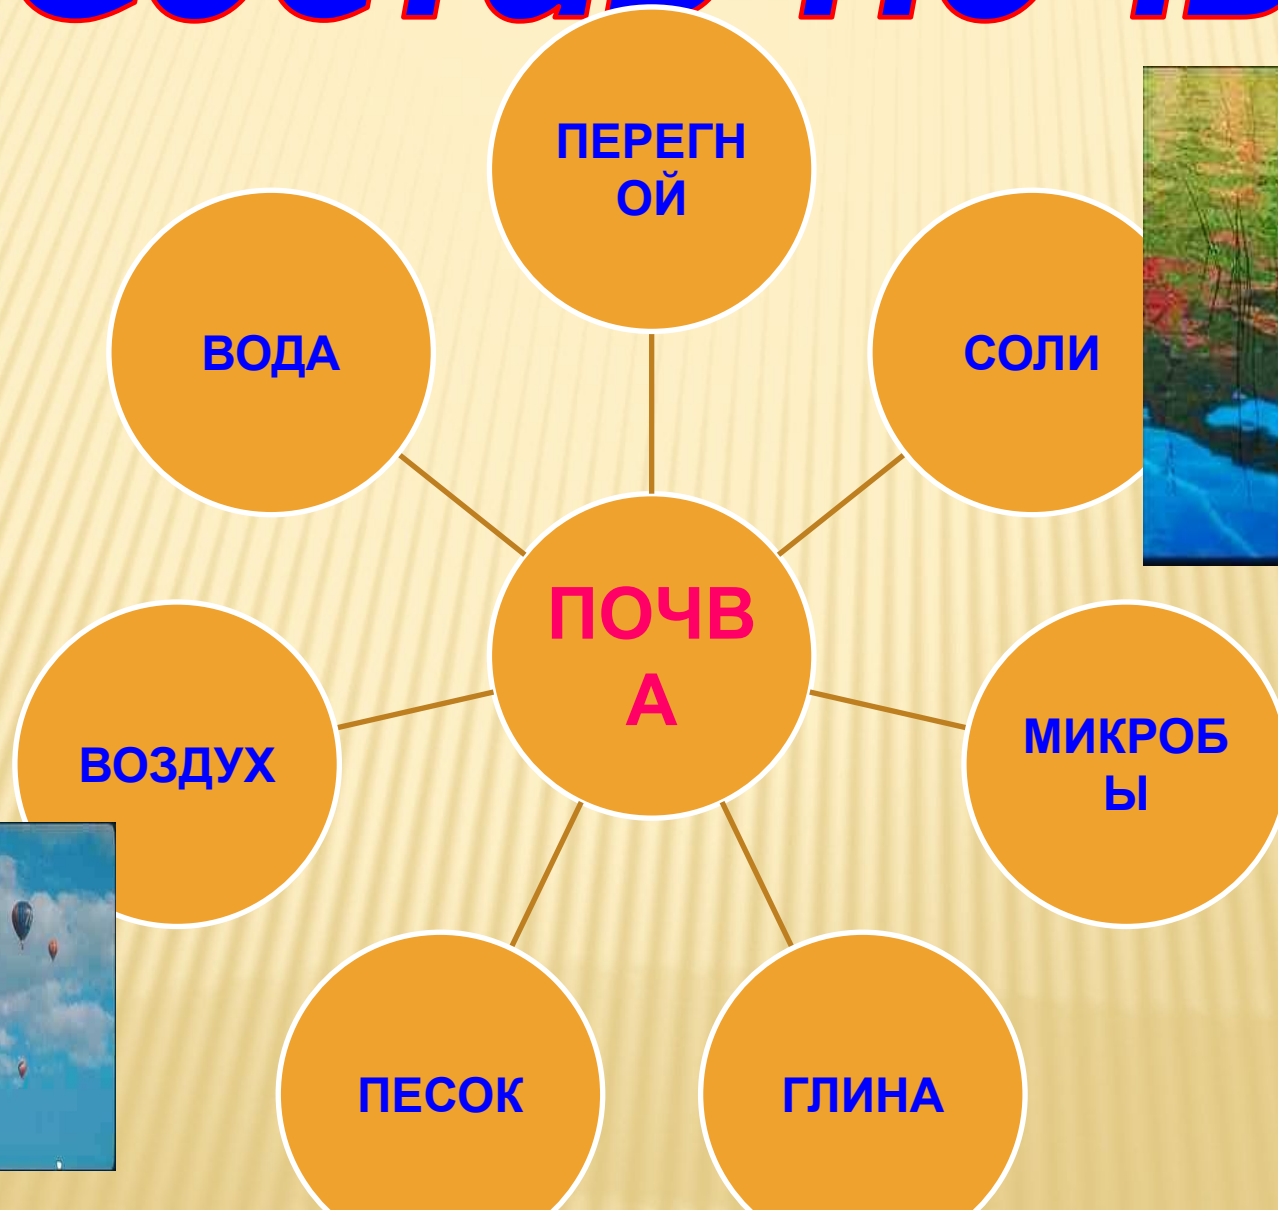 ПЕРЕГН
ОЙ
ВОДА
СОЛИ
ПОЧВ
А
ВОЗДУХ
МИКРОБ
Ы
ПЕСОК
ГЛИНА